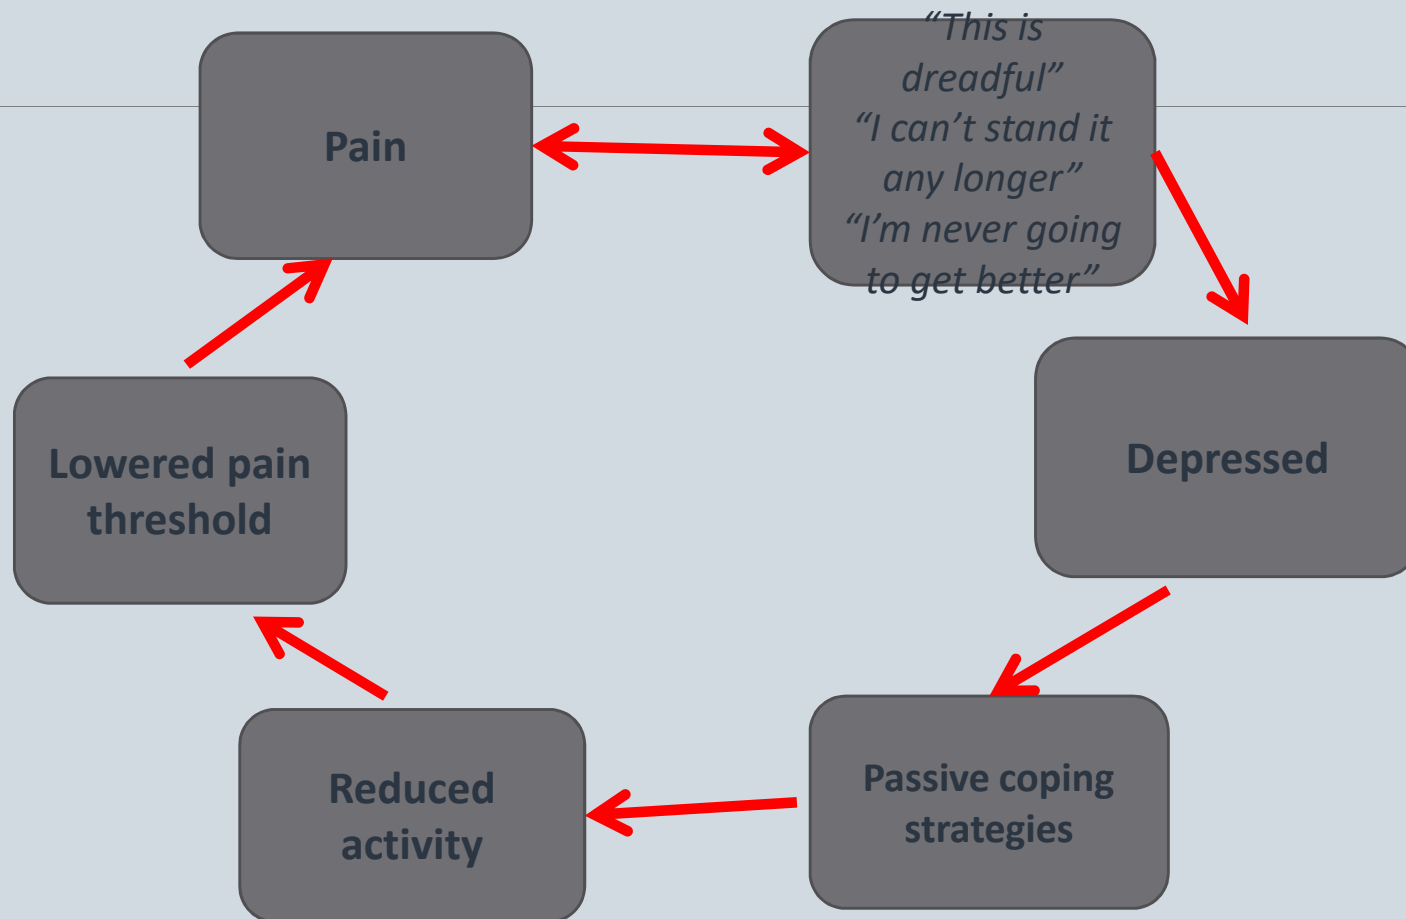 Pain
“This is
dreadful”
“I can’t stand it
any longer”
“I’m never going
to get better”
Depressed
Passive coping
strategies
Reduced
activity
Lowered pain
threshold